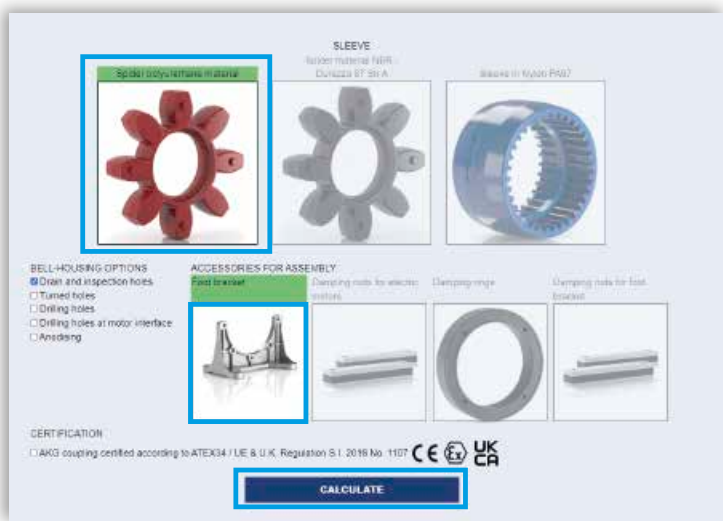 SLEEVE
Spider polyurethane material
Spider material NBR -
Durezza 87 Sh A
Sleeve in Nylon PA67
BELL-HOUSING OPTIONS
Drain and inspection holes
Turned holes
Drilling holes
Drilling holes at motor interface
Anodising
ACCESSORIES FOR ASSEMBLY
Foot bracket
Damping rods for electric
motors
Damping rings
Damping rods for foot
bracket
CERTIFICATION
AKG coupling certified according to ATEX34 / UE & U.K. Regulation S.I. 2016 No. 1107 CE Ex UK
CA
CALCULATE